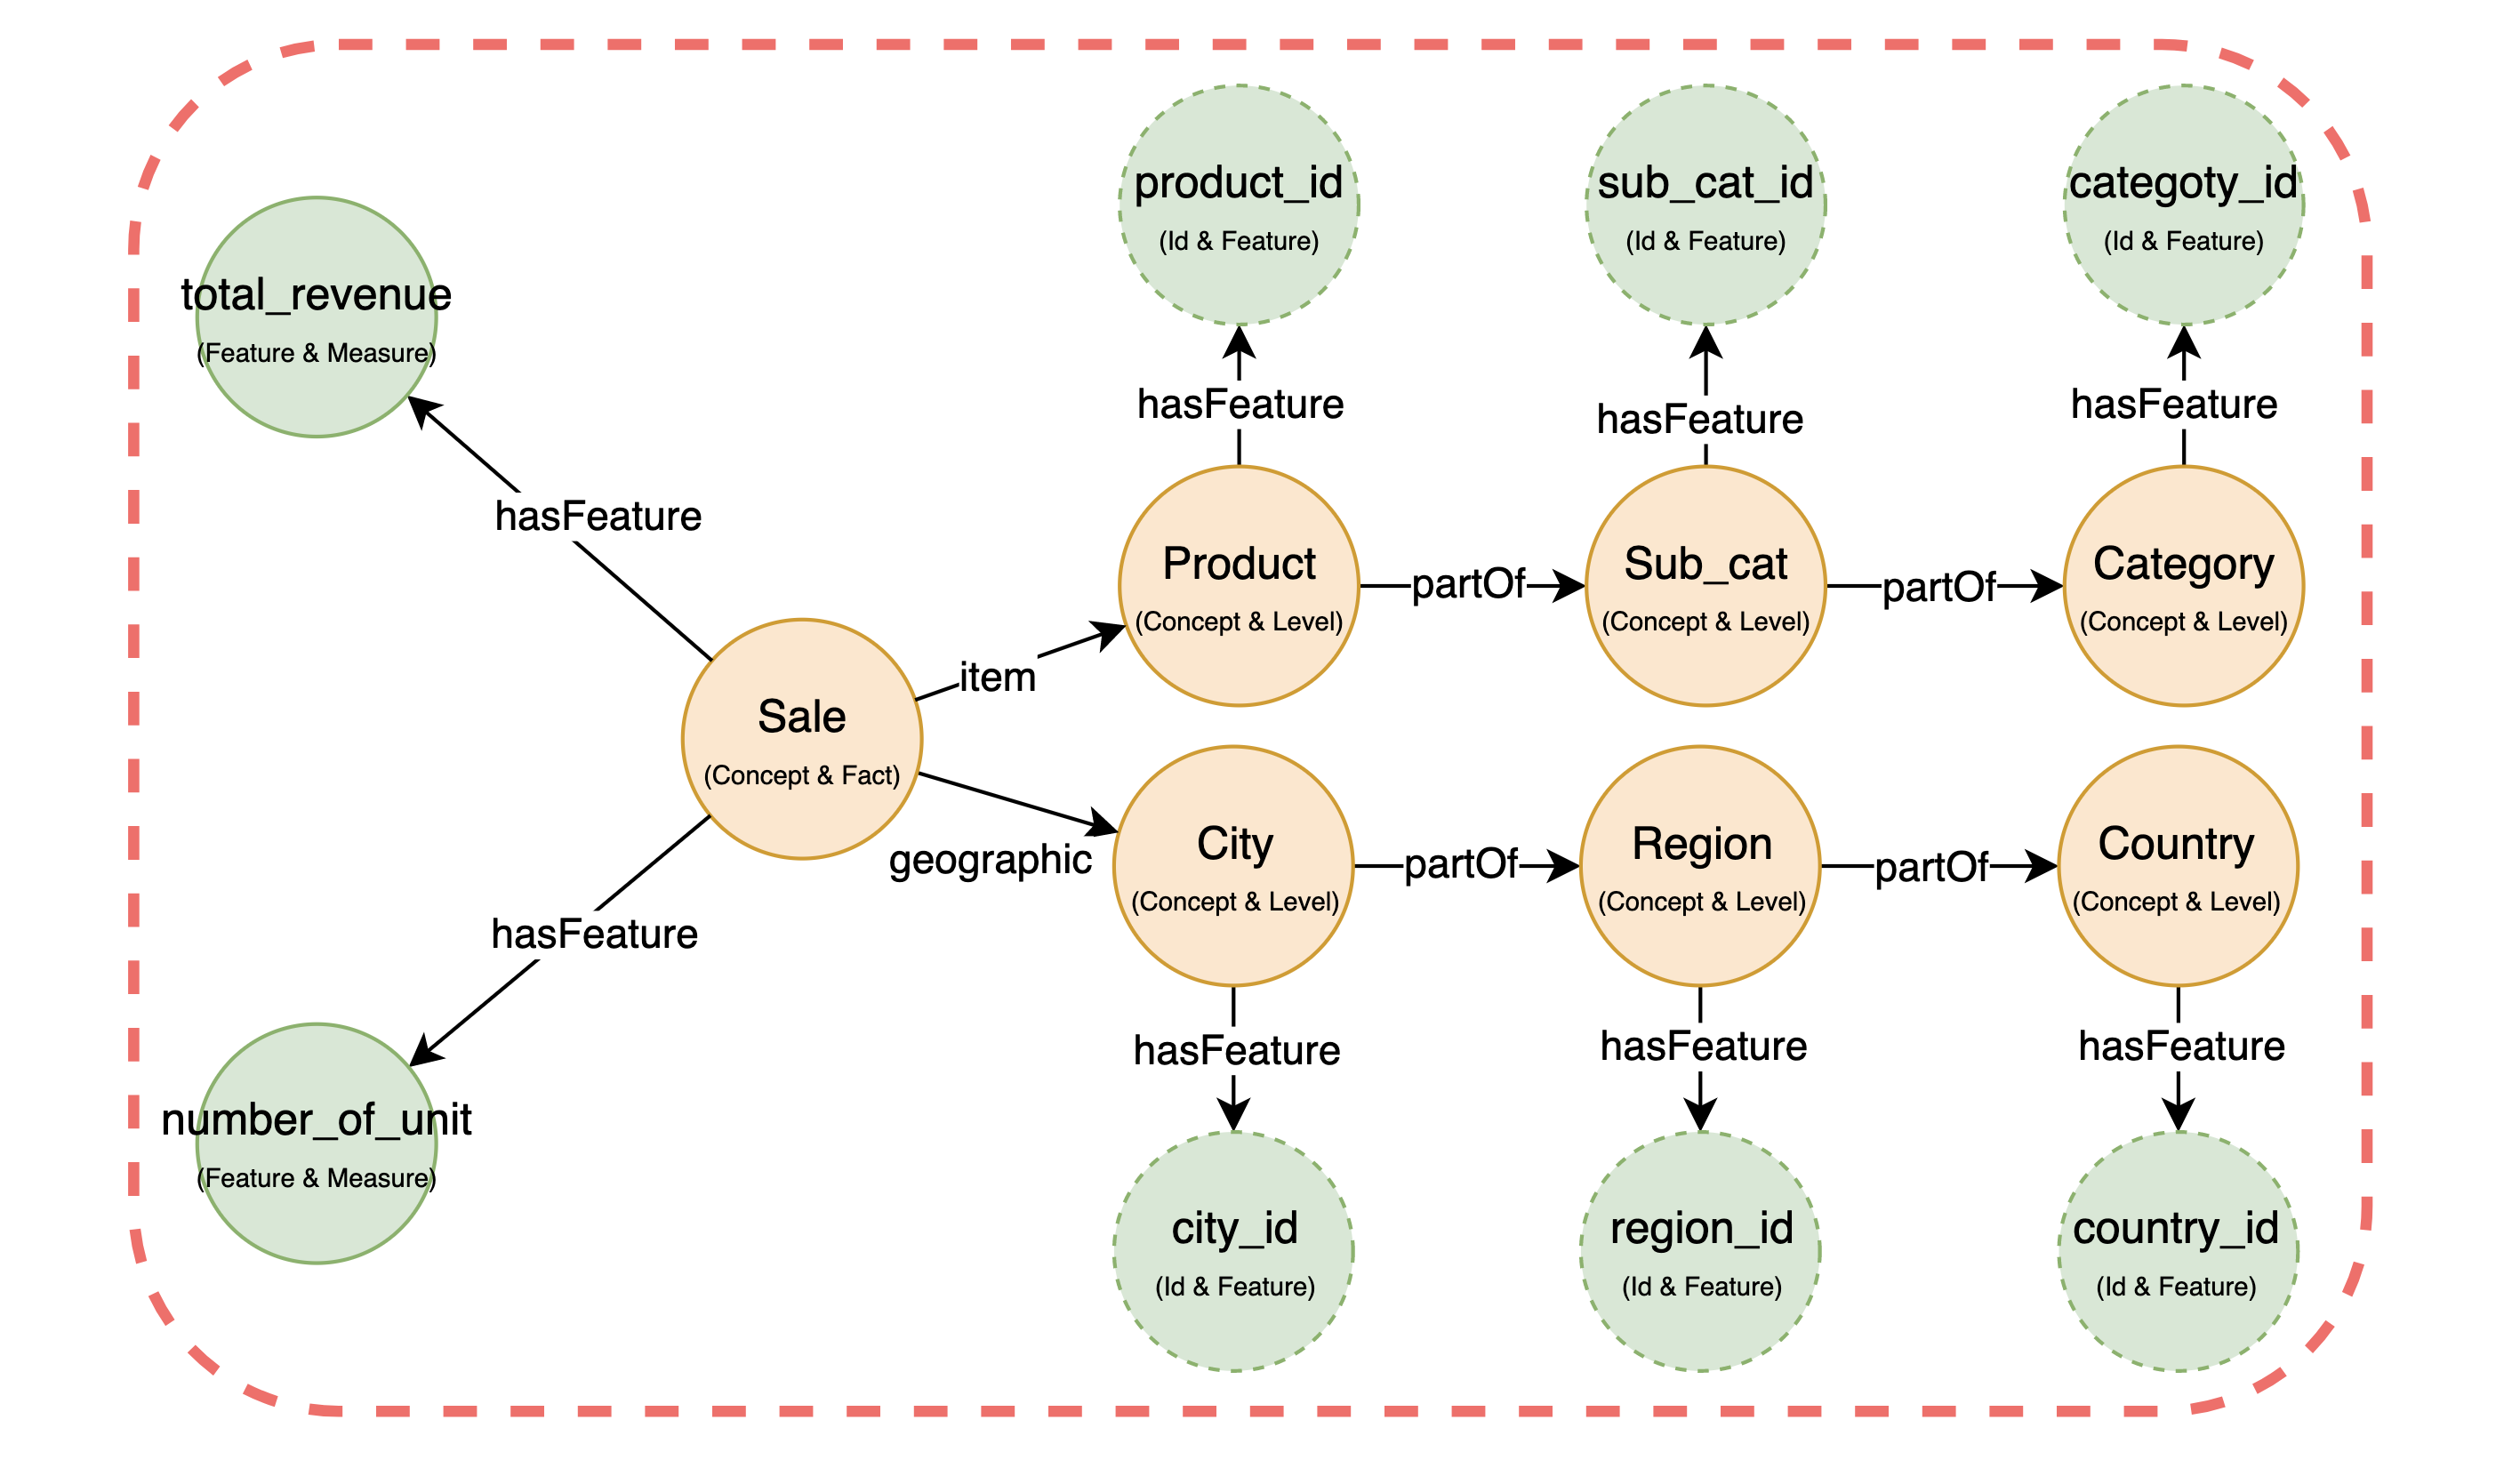 product_id
(Id & Feature)
sub_cat_id
(Id & Feature)
categoty_id
(Id & Feature)
total_revenue
(Feature & Measure)
hasFeature
hasFeature
hasFeature
hasFeature
Product
(Concept & Level)
partOf
Sub_cat
(Concept & Level)
partOf
Category
(Concept & Level)
item
Sale
(Concept & Fact)
geographic
City
(Concept & Level)
partOf
Region
(Concept & Level)
partOf
Country
(Concept & Level)
hasFeature
hasFeature
hasFeature
hasFeature
number_of_unit
(Feature & Measure)
city_id
(Id & Feature)
region_id
(Id & Feature)
country_id
(Id & Feature)